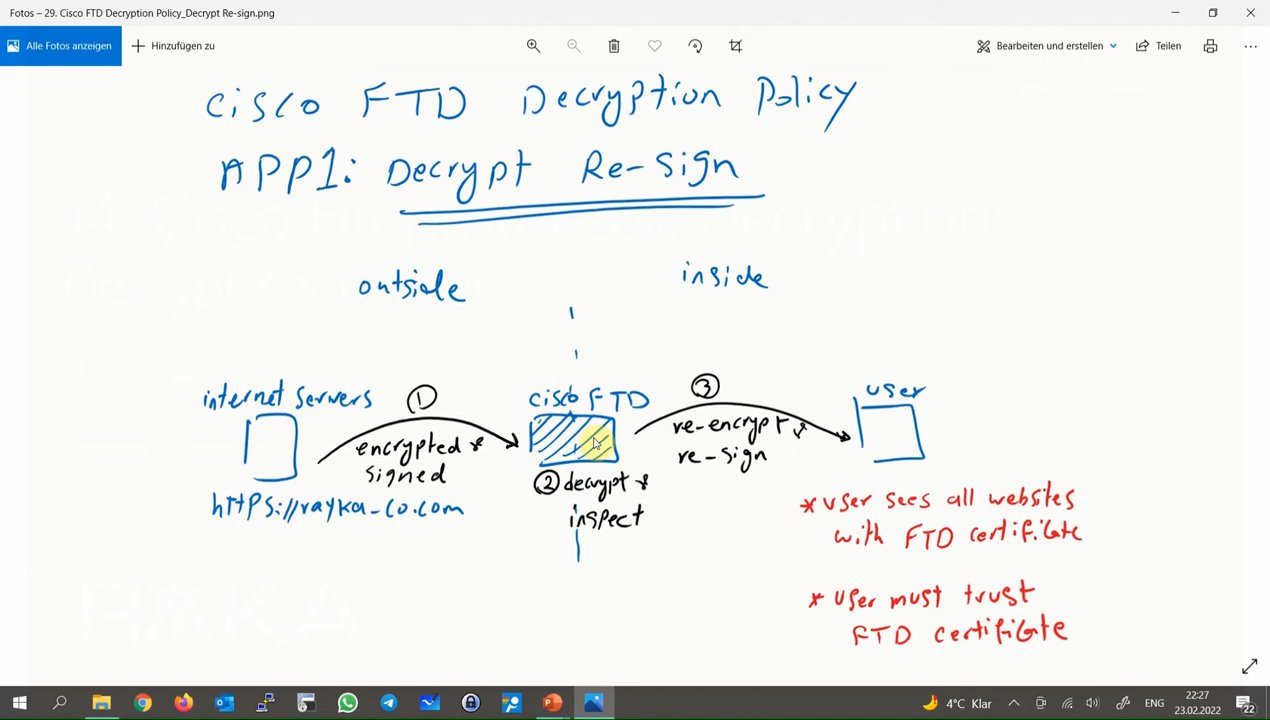 Fotos – 29. Cisco FTD Decryption Policy_Decrypt Re-sign.png
Alle Fotos anzeigen
Hinzufügen zu
Bearbeiten und erstellen
Teilen
Cisco FTD Decryption Policy
APP1: Decrypt Re-Sign
outside
inside
internet servers
①
cisco FTD
③
user
encrypted &
signed
re-encrypt &
re-sign
https://rayka-co.com
② decrypt &
inspect
* user sees all websites
with FTD certificate
* user must trust
FTD certificate
RAYKA
4°C Klar
ENG
22:27
23.02.2022
22